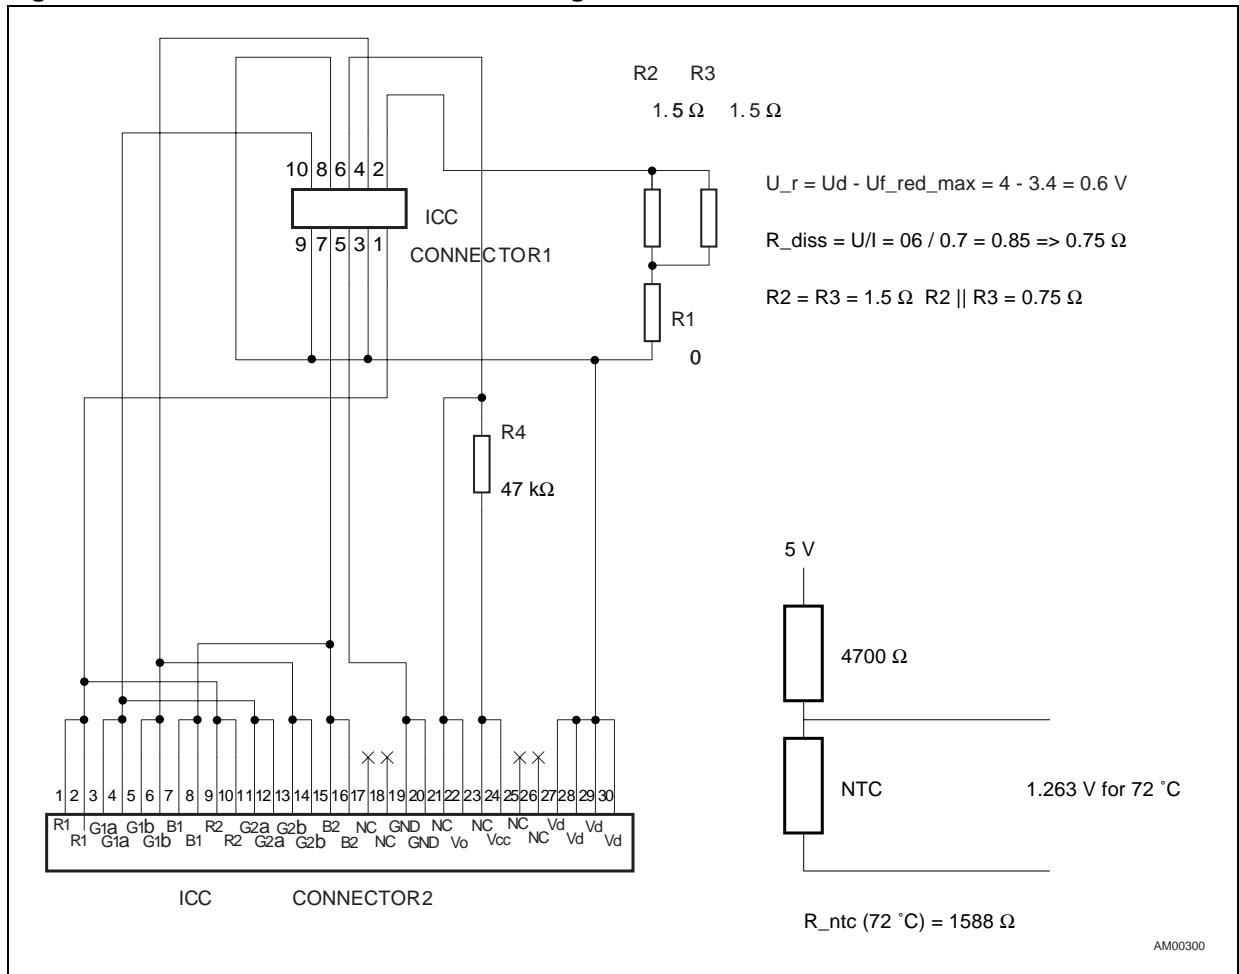 R2 R3
1.5 Ω 1.5 Ω
10 8 6 4 2
ICC
9 7 5 3 1
CONNECTOR1
U_r = Ud - Uf_red_max = 4 - 3.4 = 0.6 V
R_diss = U/I = 06 / 0.7 = 0.85 => 0.75 Ω
R2 = R3 = 1.5 Ω R2 || R3 = 0.75 Ω
R1
0
R4
47 kΩ
5 V
4700 Ω
NTC
1.263 V for 72 ˚C
R_ntc (72 ˚C) = 1588 Ω
1 2 3 4 5 6 7 8 9 10 11 12 13 14 15 16 17 18 19 20 21 22 23 24 25 26 27 28 29 30
R1 G1a G1b B1 R2 G2a G2b B2 NC GND NC NC NC Vd Vd
R1 G1a G1b B1 R2 G2a G2b B2 NC GND Vo Vcc NC Vd Vd
ICC CONNECTOR2
AM00300